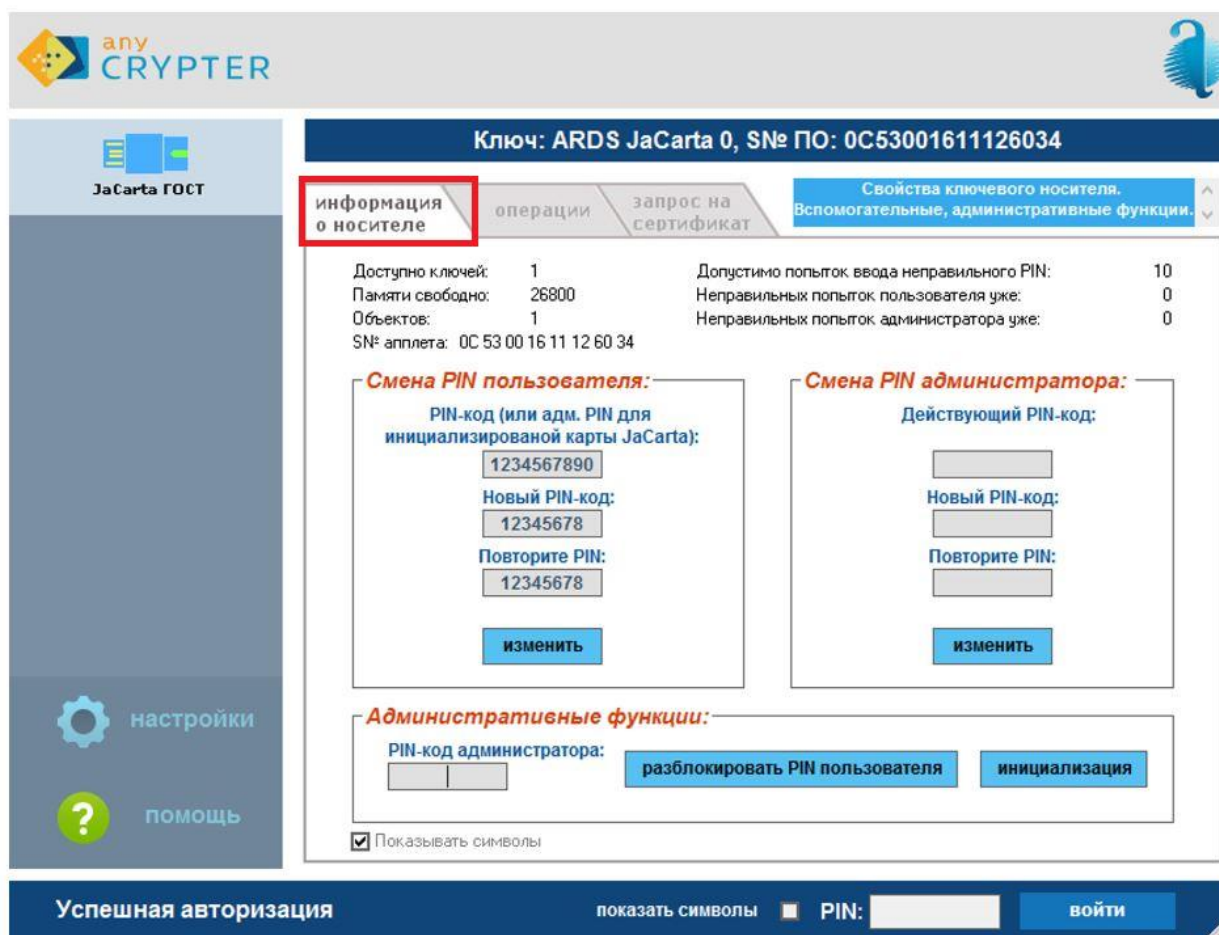 any
CRYPTER
JaCarta ГОСТ
Ключ: ARDS JaCarta 0, SN№ ПО: 0C53001611126034
информация
о носителе
операции
запрос на
сертификат
Свойства ключевого носителя.
Вспомогательные, административные функции.
Доступно ключей: 1
Памяти свободно: 26800
Объектов: 1
SN№ апплета: 0C 53 00 16 11 12 60 34
Допустимо попыток ввода неправильного PIN: 10
Неправильных попыток пользователя уже: 0
Неправильных попыток администратора уже: 0
Смена PIN пользователя:
PIN-код (или адм. PIN для
инициализированой карты JaCarta):
1234567890
Новый PIN-код:
12345678
Повторите PIN:
12345678
изменить
Смена PIN администратора:
Действующий PIN-код:
Новый PIN-код:
Повторите PIN:
изменить
Административные функции:
PIN-код администратора:
разблокировать PIN пользователя
инициализация
Показывать символы
настройки
помощь
Успешная авторизация
показать символы
PIN:
войти